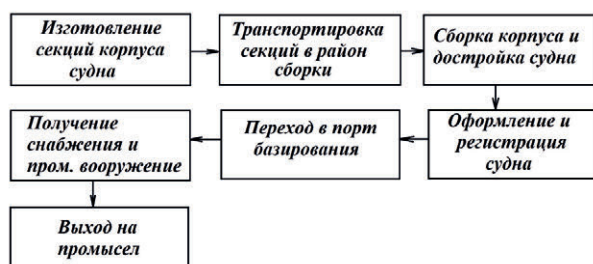 Изготовление
секций корпуса
судна
Транспортировка
секций в район
сборки
Сборка корпуса и
достройка судна
Оформление и
регистрация
судна
Переход в порт
базирования
Получение
снабжения и
пром. вооружение
Выход на
промысел